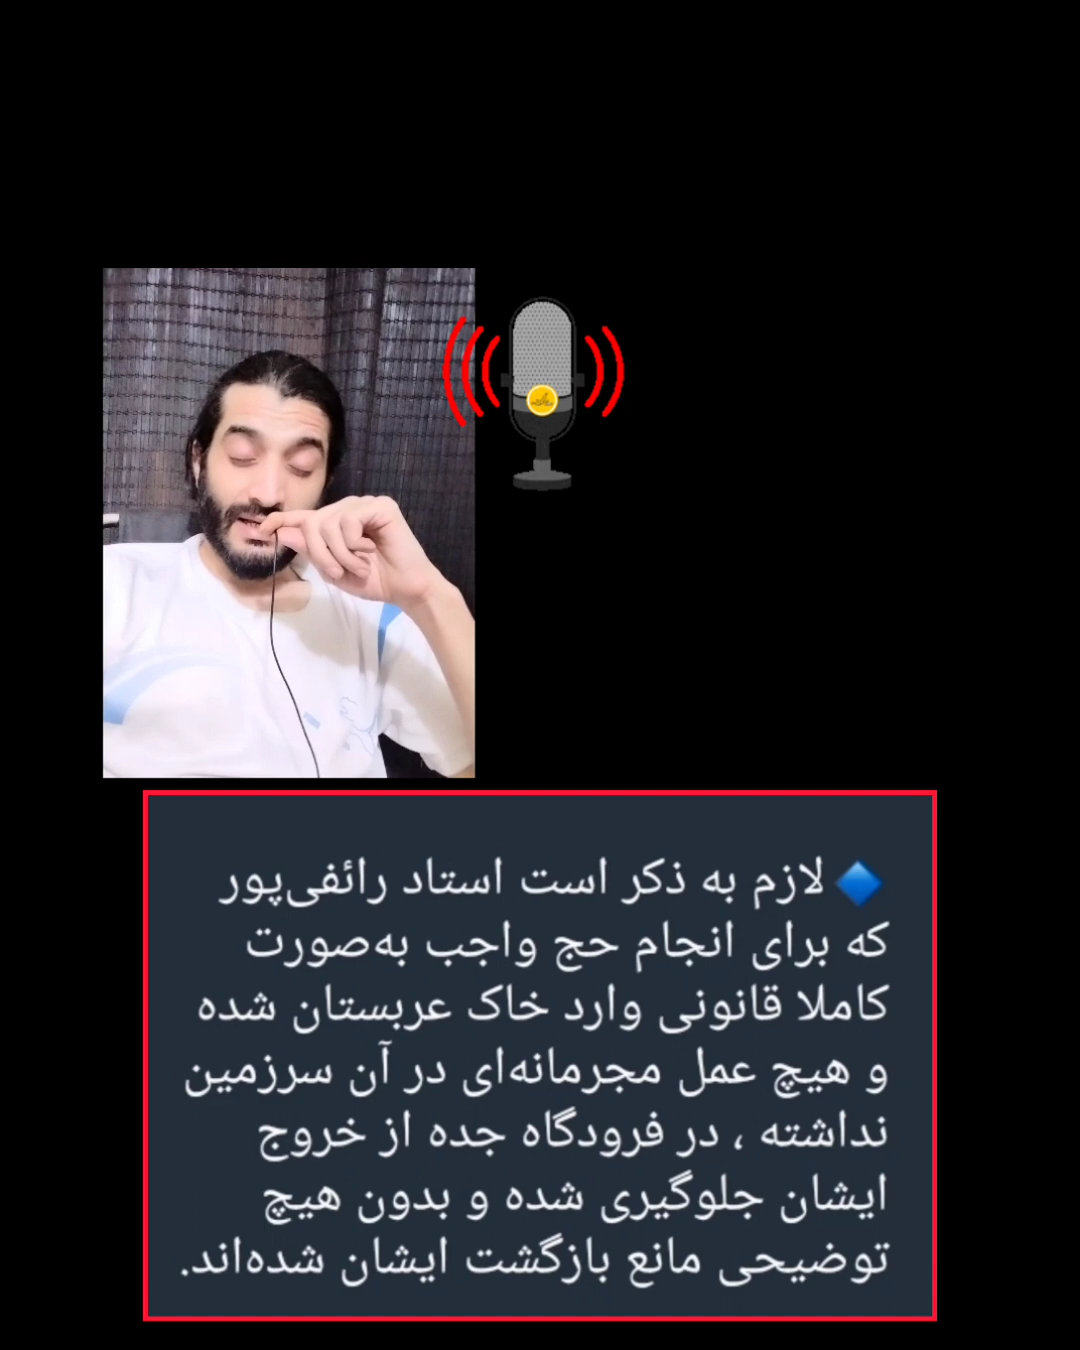 لازم به ذکر است استاد رائفی‌پور
که برای انجام حج واجب به‌صورت
کاملا قانونی وارد خاک عربستان شده
و هیچ عمل مجرمانه‌ای در آن سرزمین
نداشته ، در فرودگاه جده از خروج
ایشان جلوگیری شده و بدون هیچ
توضیحی مانع بازگشت ایشان شده‌اند.